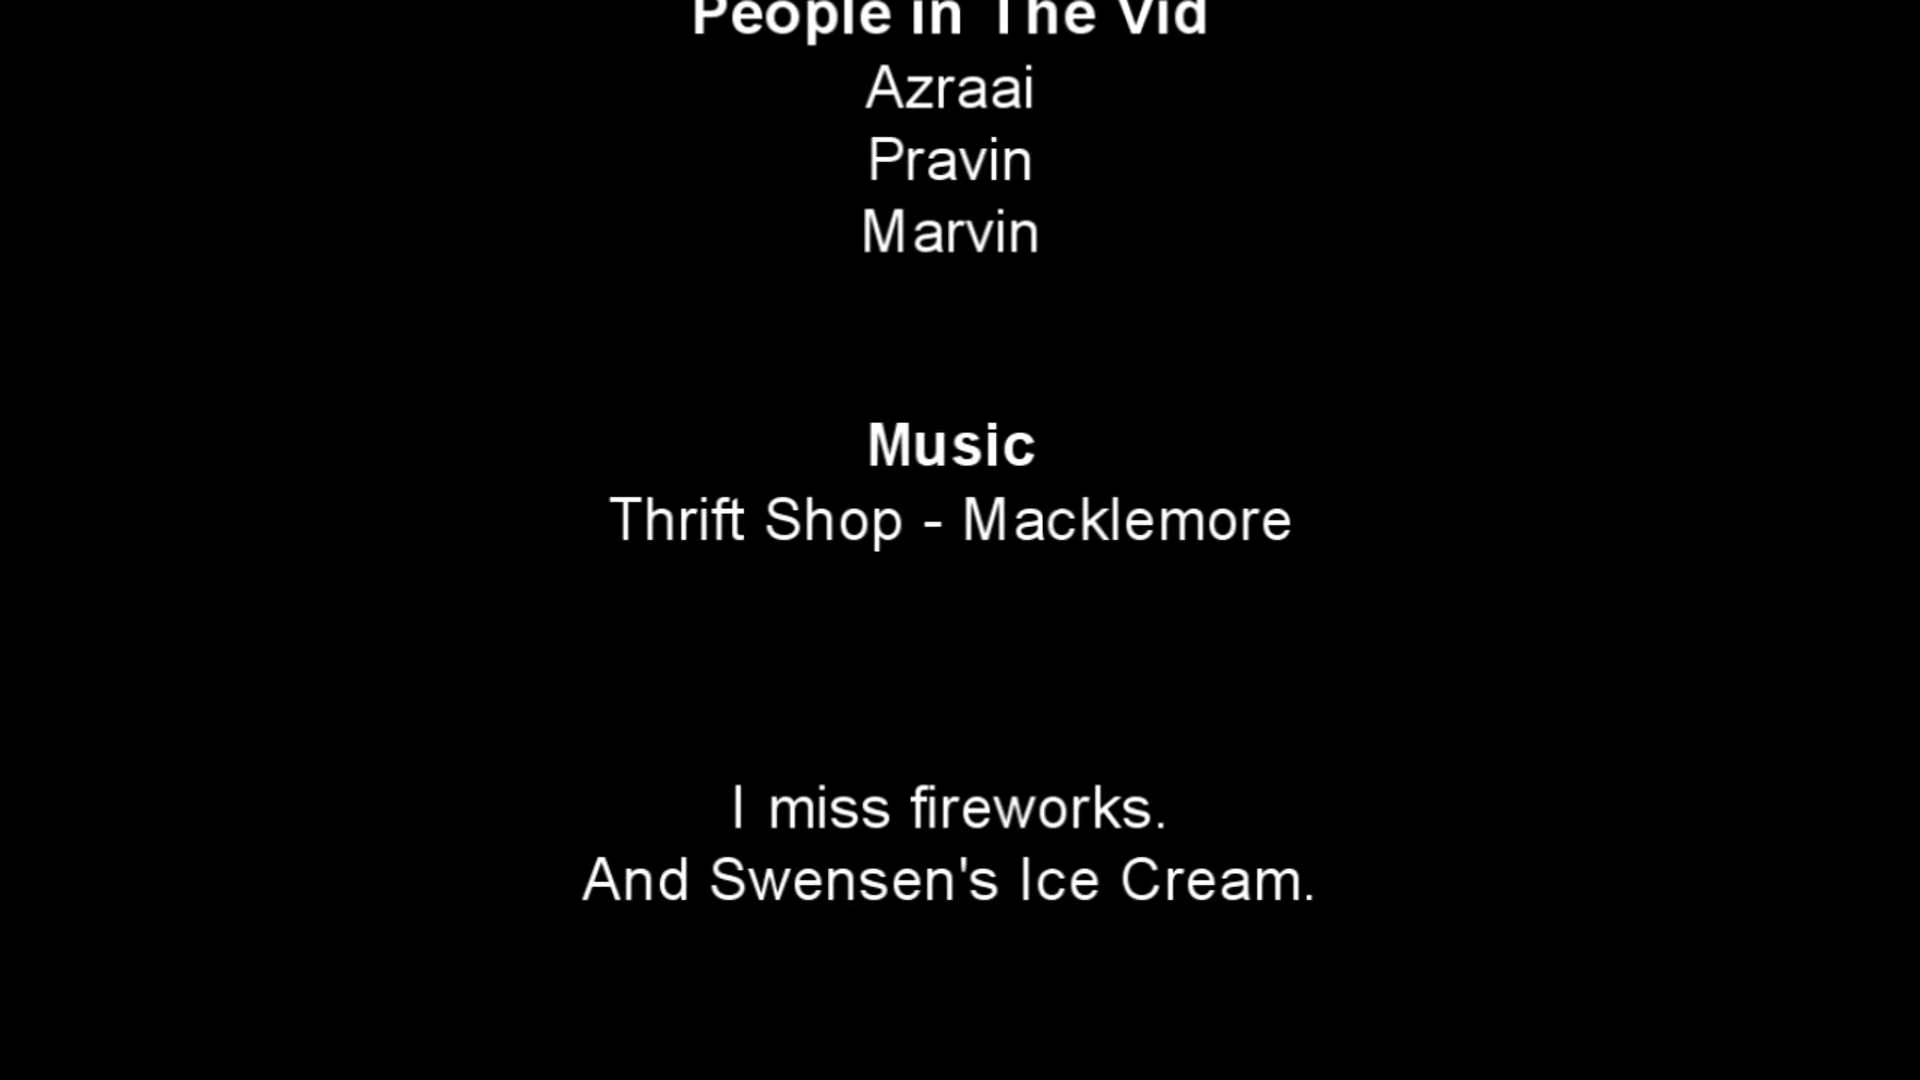 People in The Vid
Azraai
Pravin
Marvin
Music
Thrift Shop - Macklemore
I miss fireworks.
And Swensen's Ice Cream.